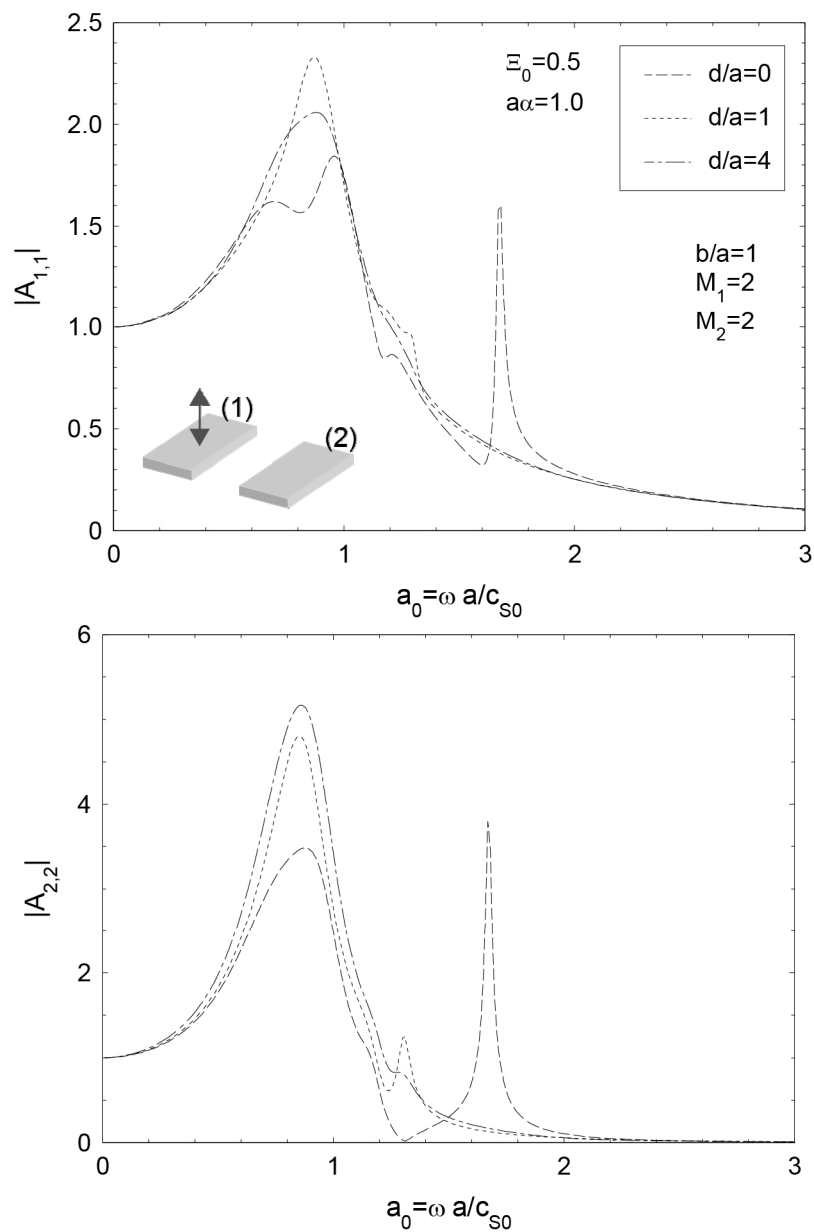 2.5
2.0
1.5
1.0
0.5
0
|A₁,₁|
Ξ₀=0.5
aα=1.0
d/a=0
d/a=1
d/a=4
b/a=1
M₁=2
M₂=2
(1)
(2)
0 1 2 3
a₀=ω a/c_S0
6
4
2
0
|A₂,₂|
0 1 2 3
a₀=ω a/c_S0